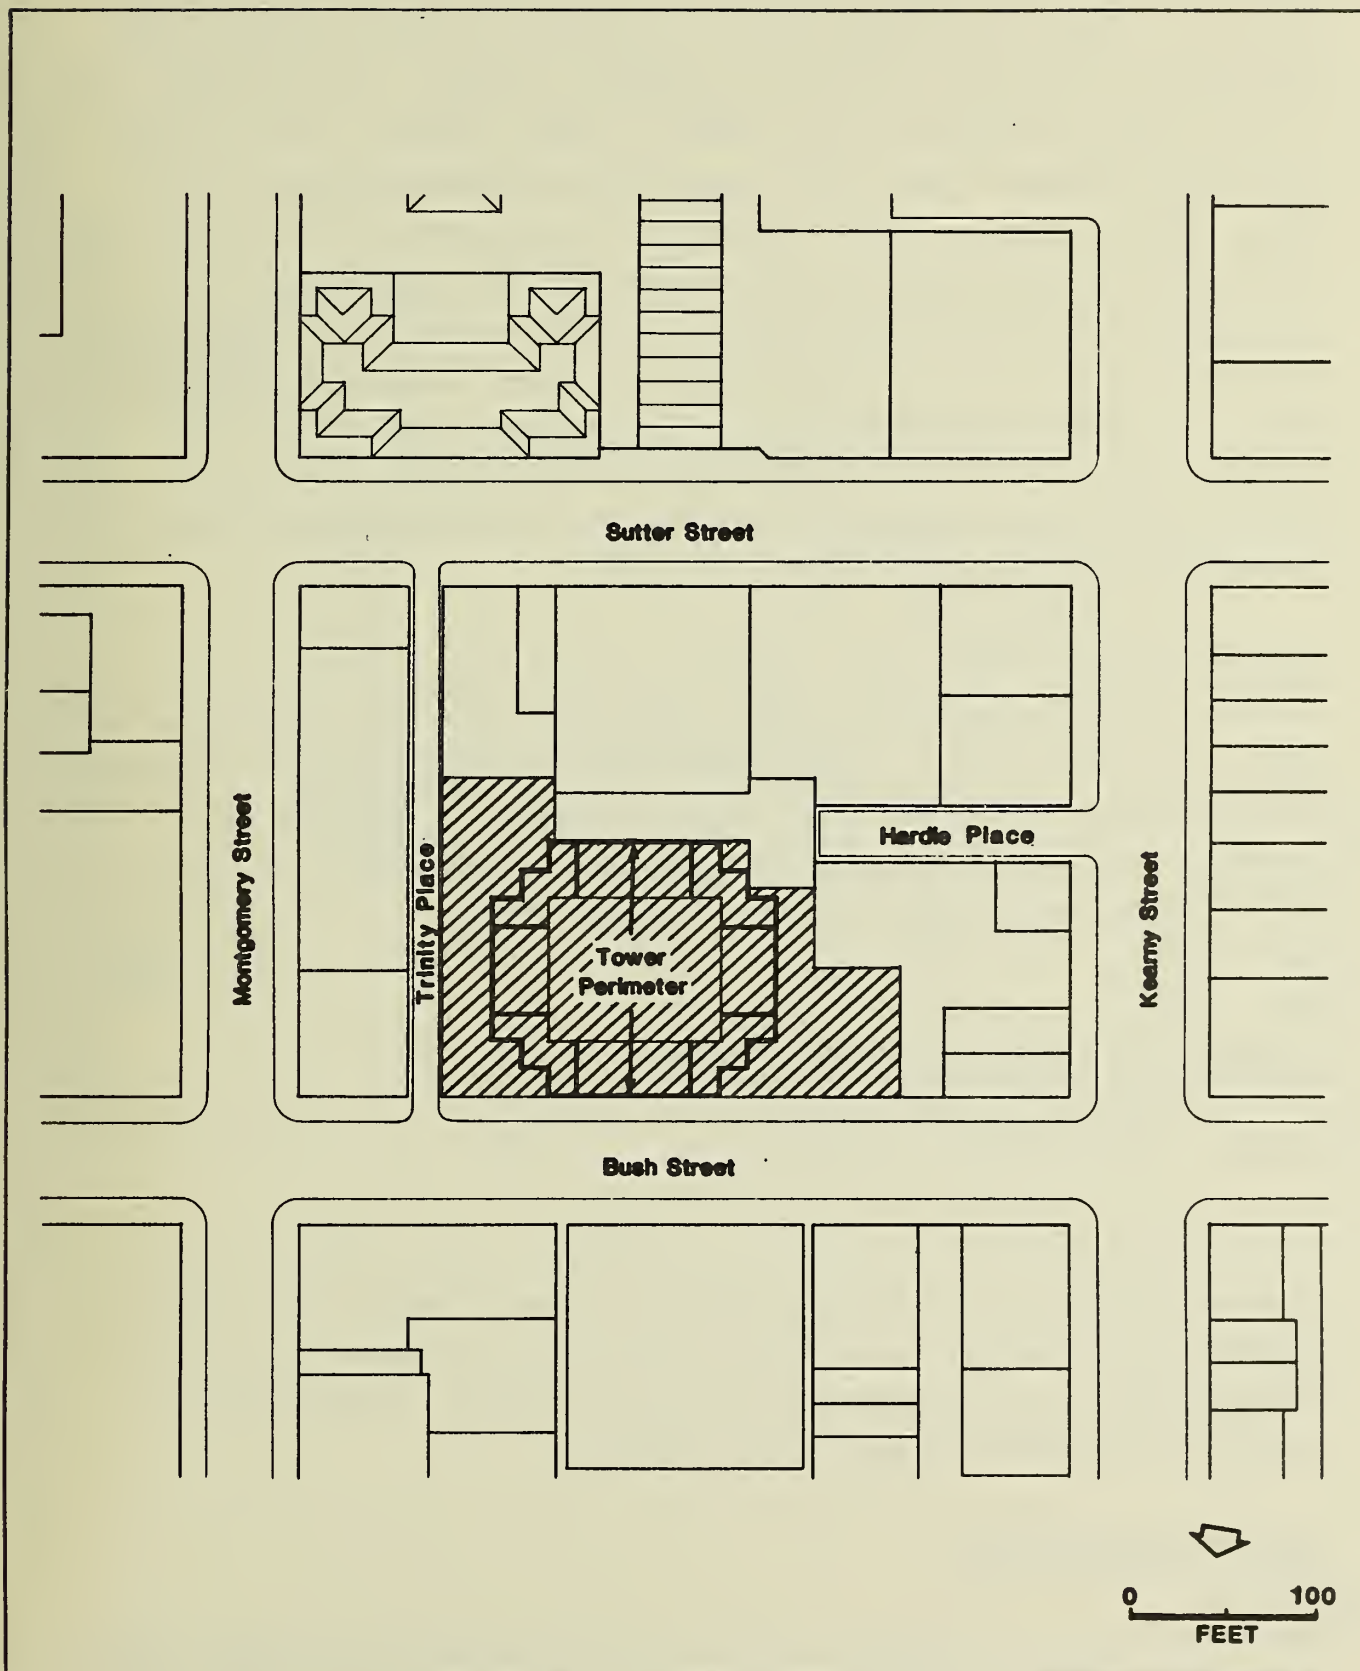 Sutter Street
Montgomery Street
Trinity Place
Hardie Place
Kearny Street
Tower
Perimeter
Bush Street
0 100
FEET